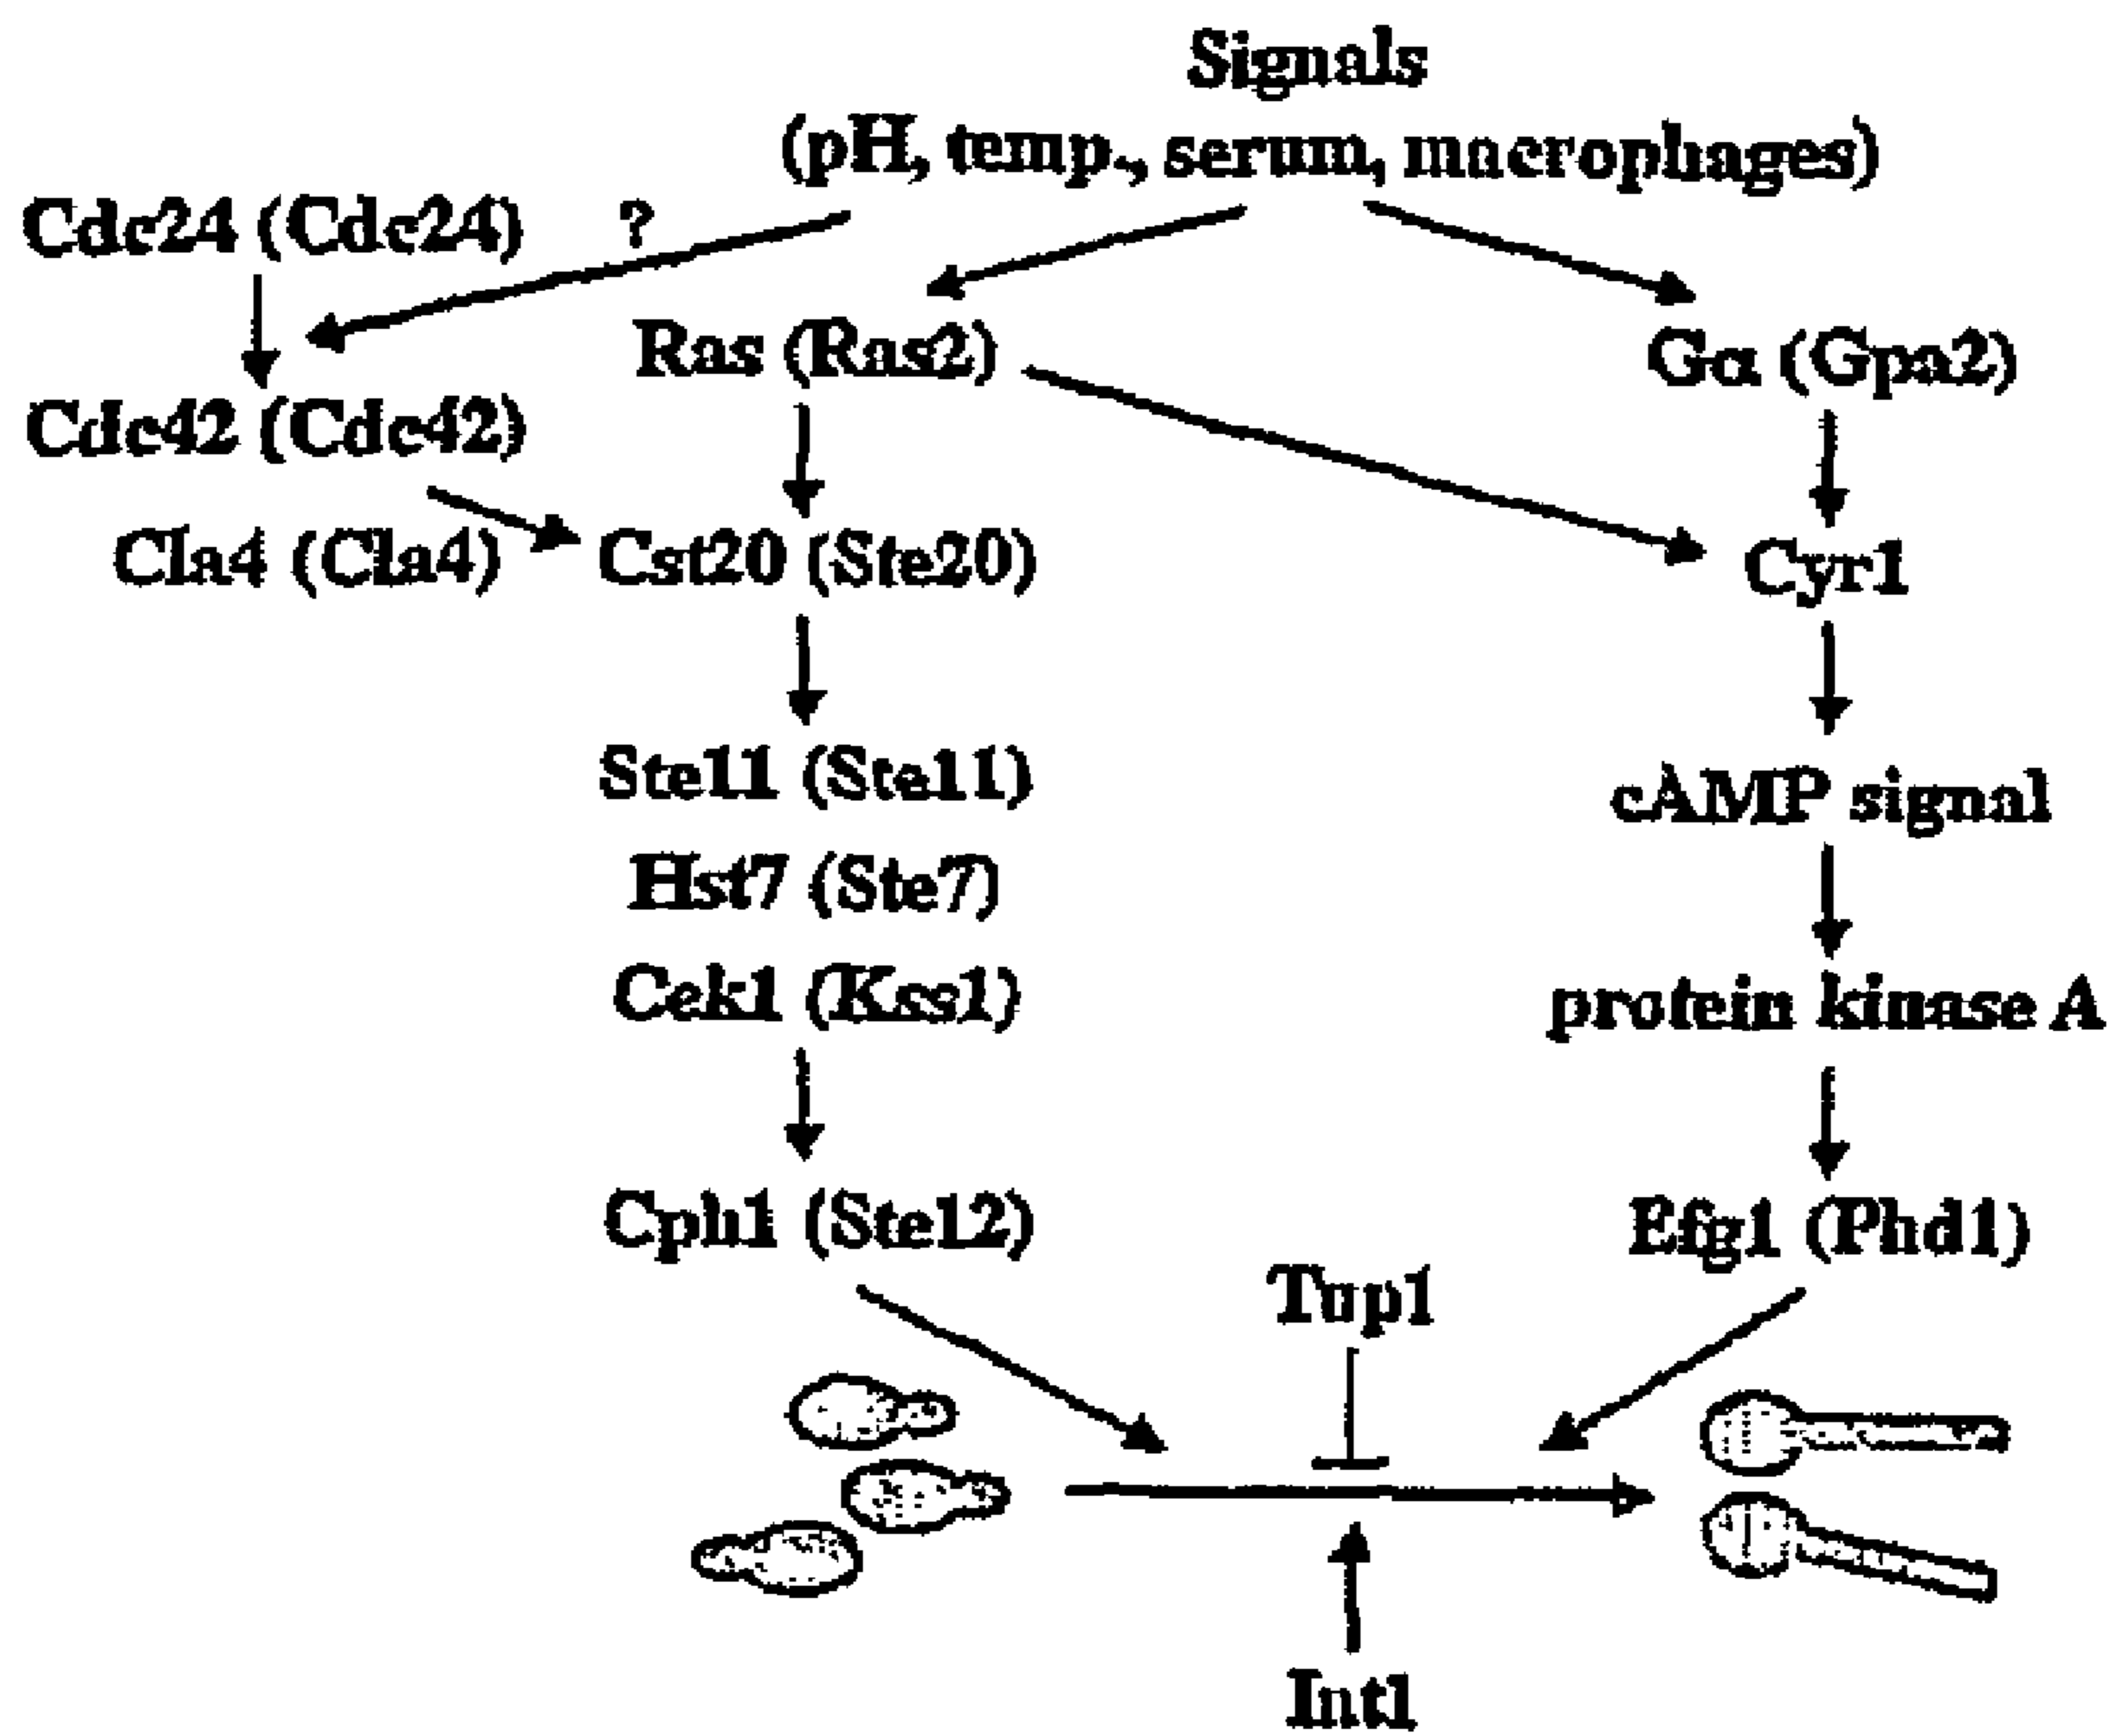 Signals
(pH, temp., serum, macrophages)
Cdc24 (Cdc24)
?
Ras (Ras2)
Gα (Gpa2)
Cdc42 (Cdc42)
Cla4 (Cla4)
Cst20 (Ste20)
Cyr1
Ste11 (Ste11)
cAMP signal
Hst7 (Ste7)
Cek1 (Kss1)
protein kinase A
Cph1 (Ste12)
Efg1 (Phd1)
Tup1
Int1